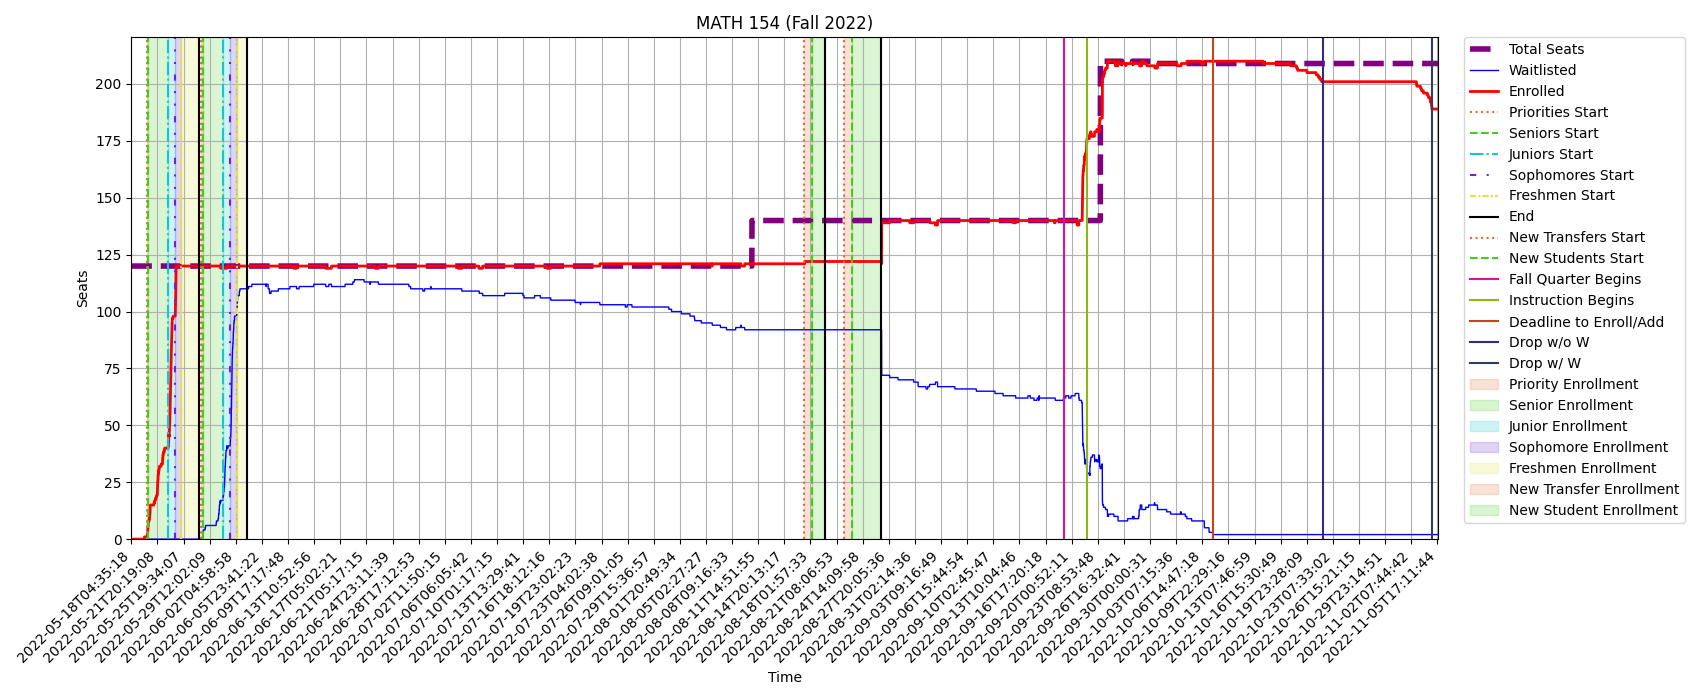 MATH 154 (Fall 2022)
Seats
200
175
150
125
100
75
50
25
0
2022-05-18T04:35:18
2022-05-21T20:19:08
2022-05-25T19:34:07
2022-05-29T12:02:09
2022-06-02T04:58:58
2022-06-05T23:41:22
2022-06-09T17:17:48
2022-06-13T10:52:56
2022-06-17T05:02:21
2022-06-21T05:17:15
2022-06-24T23:11:39
2022-06-28T17:12:53
2022-07-02T11:50:15
2022-07-06T06:05:42
2022-07-10T01:17:15
2022-07-13T13:29:41
2022-07-16T18:12:16
2022-07-19T23:02:23
2022-07-23T04:02:38
2022-07-26T09:01:05
2022-07-29T15:36:57
2022-08-01T20:49:34
2022-08-05T02:27:27
2022-08-08T09:16:33
2022-08-11T14:51:55
2022-08-14T20:13:17
2022-08-18T01:57:33
2022-08-21T08:06:53
2022-08-24T14:09:58
2022-08-27T20:05:36
2022-08-31T02:14:36
2022-09-03T09:16:49
2022-09-06T15:44:54
2022-09-10T02:45:47
2022-09-13T11:04:46
2022-09-16T17:20:18
2022-09-20T00:52:11
2022-09-23T08:53:48
2022-09-26T16:32:41
2022-09-30T00:00:31
2022-10-03T07:15:36
2022-10-06T14:47:18
2022-10-09T22:29:16
2022-10-13T07:46:59
2022-10-16T15:30:49
2022-10-19T23:28:09
2022-10-23T07:33:02
2022-10-26T15:21:15
2022-10-29T23:14:51
2022-11-02T07:44:42
2022-11-05T17:11:44
Time
Total Seats
Waitlisted
Enrolled
Priorities Start
Seniors Start
Juniors Start
Sophomores Start
Freshmen Start
End
New Transfers Start
New Students Start
Fall Quarter Begins
Instruction Begins
Deadline to Enroll/Add
Drop w/o W
Drop w/ W
Priority Enrollment
Senior Enrollment
Junior Enrollment
Sophomore Enrollment
Freshmen Enrollment
New Transfer Enrollment
New Student Enrollment